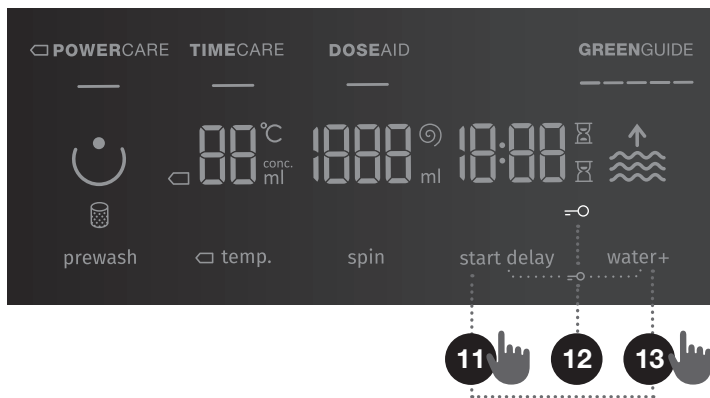 POWERCARE TIMECARE DOSEAID GREENGUIDE
88 °C conc. ml 1888 ml 18:88
prewash temp. spin start delay water+
11 12 13